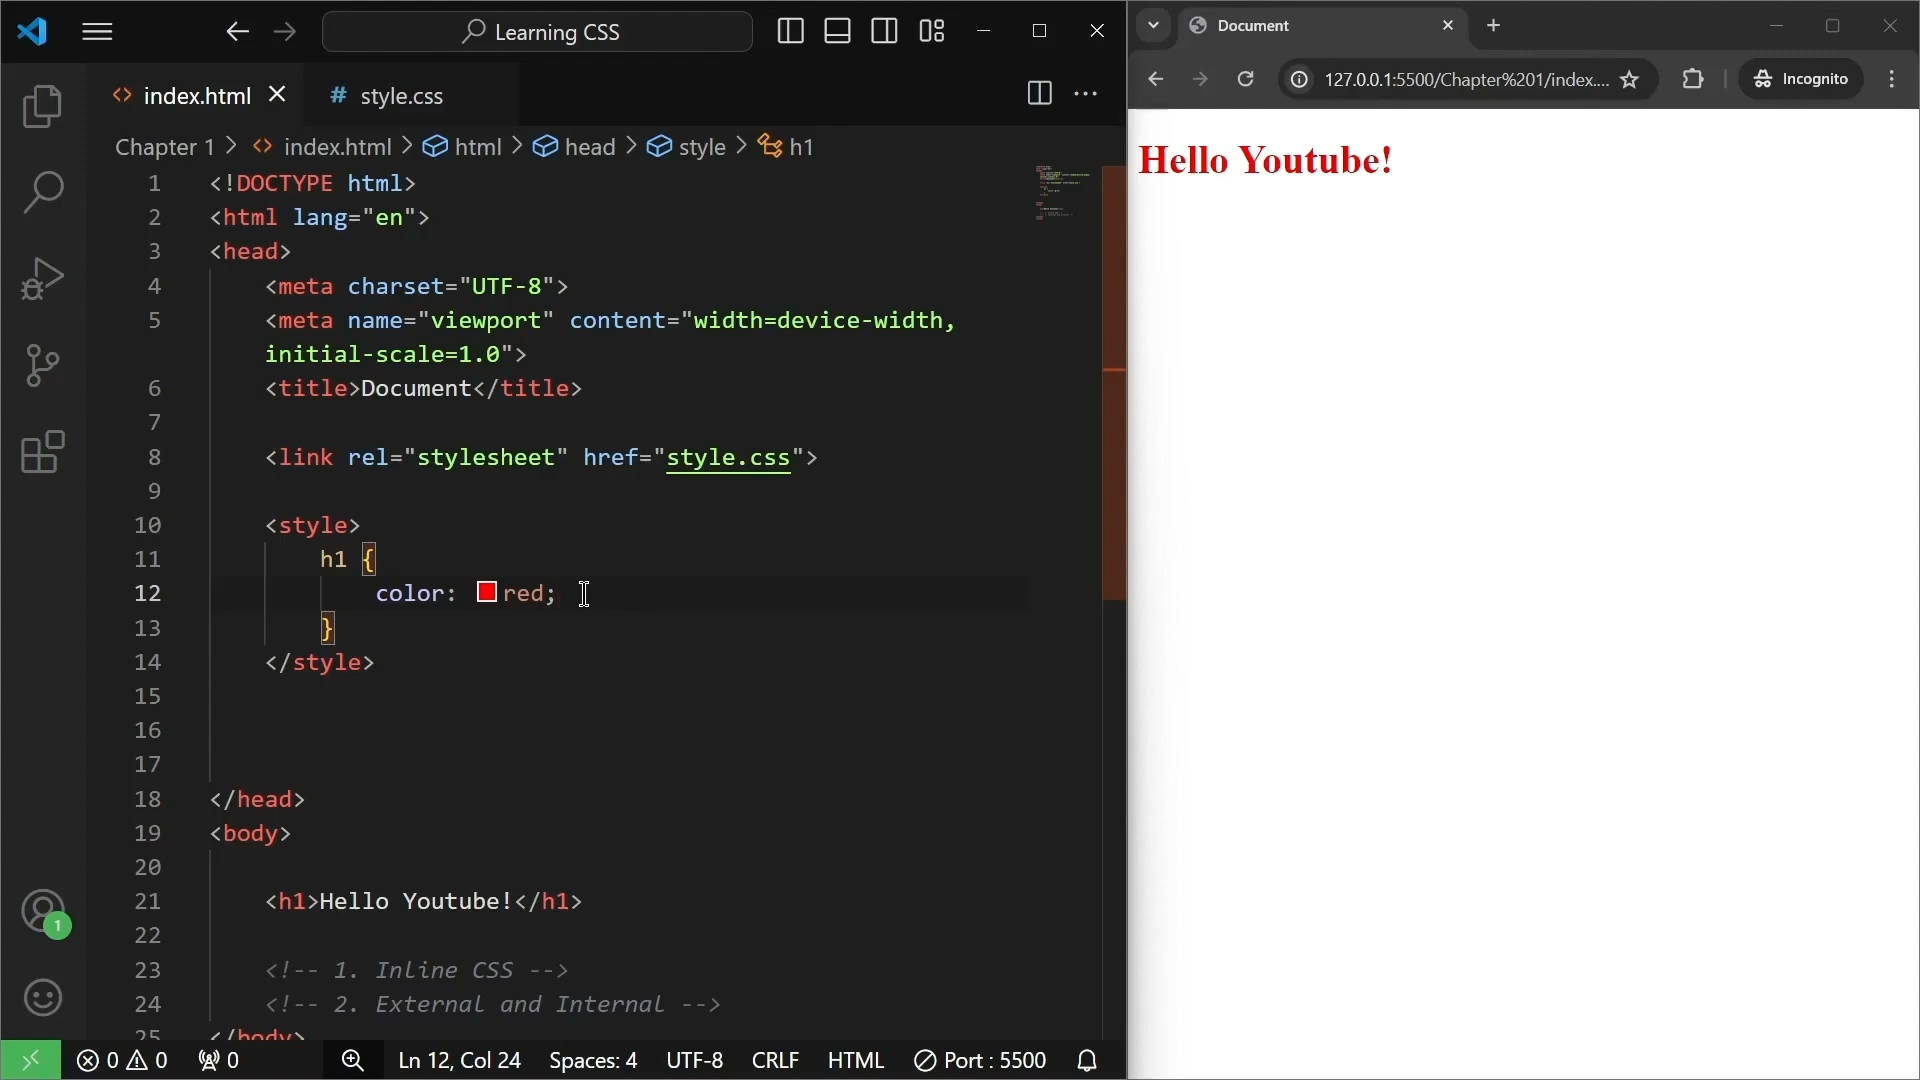 Learning CSS
index.html
style.css
Chapter 1 > index.html > html > head > style > h1
1 <!DOCTYPE html>
2 <html lang="en">
3 <head>
4 <meta charset="UTF-8">
5 <meta name="viewport" content="width=device-width,
initial-scale=1.0">
6 <title>Document</title>
7
8 <link rel="stylesheet" href="style.css">
9
10 <style>
11 h1 {
12 color: red;
13 }
14 </style>
15
16
17
18 </head>
19 <body>
20
21 <h1>Hello Youtube!</h1>
22
23 <!-- 1. Inline CSS -->
24 <!-- 2. External and Internal -->
25 </body>
1
0 0 0 Ln 12, Col 24 Spaces: 4 UTF-8 CRLF HTML Port : 5500
Document
127.0.0.1:5500/Chapter%201/index.... Incognito
Hello Youtube!